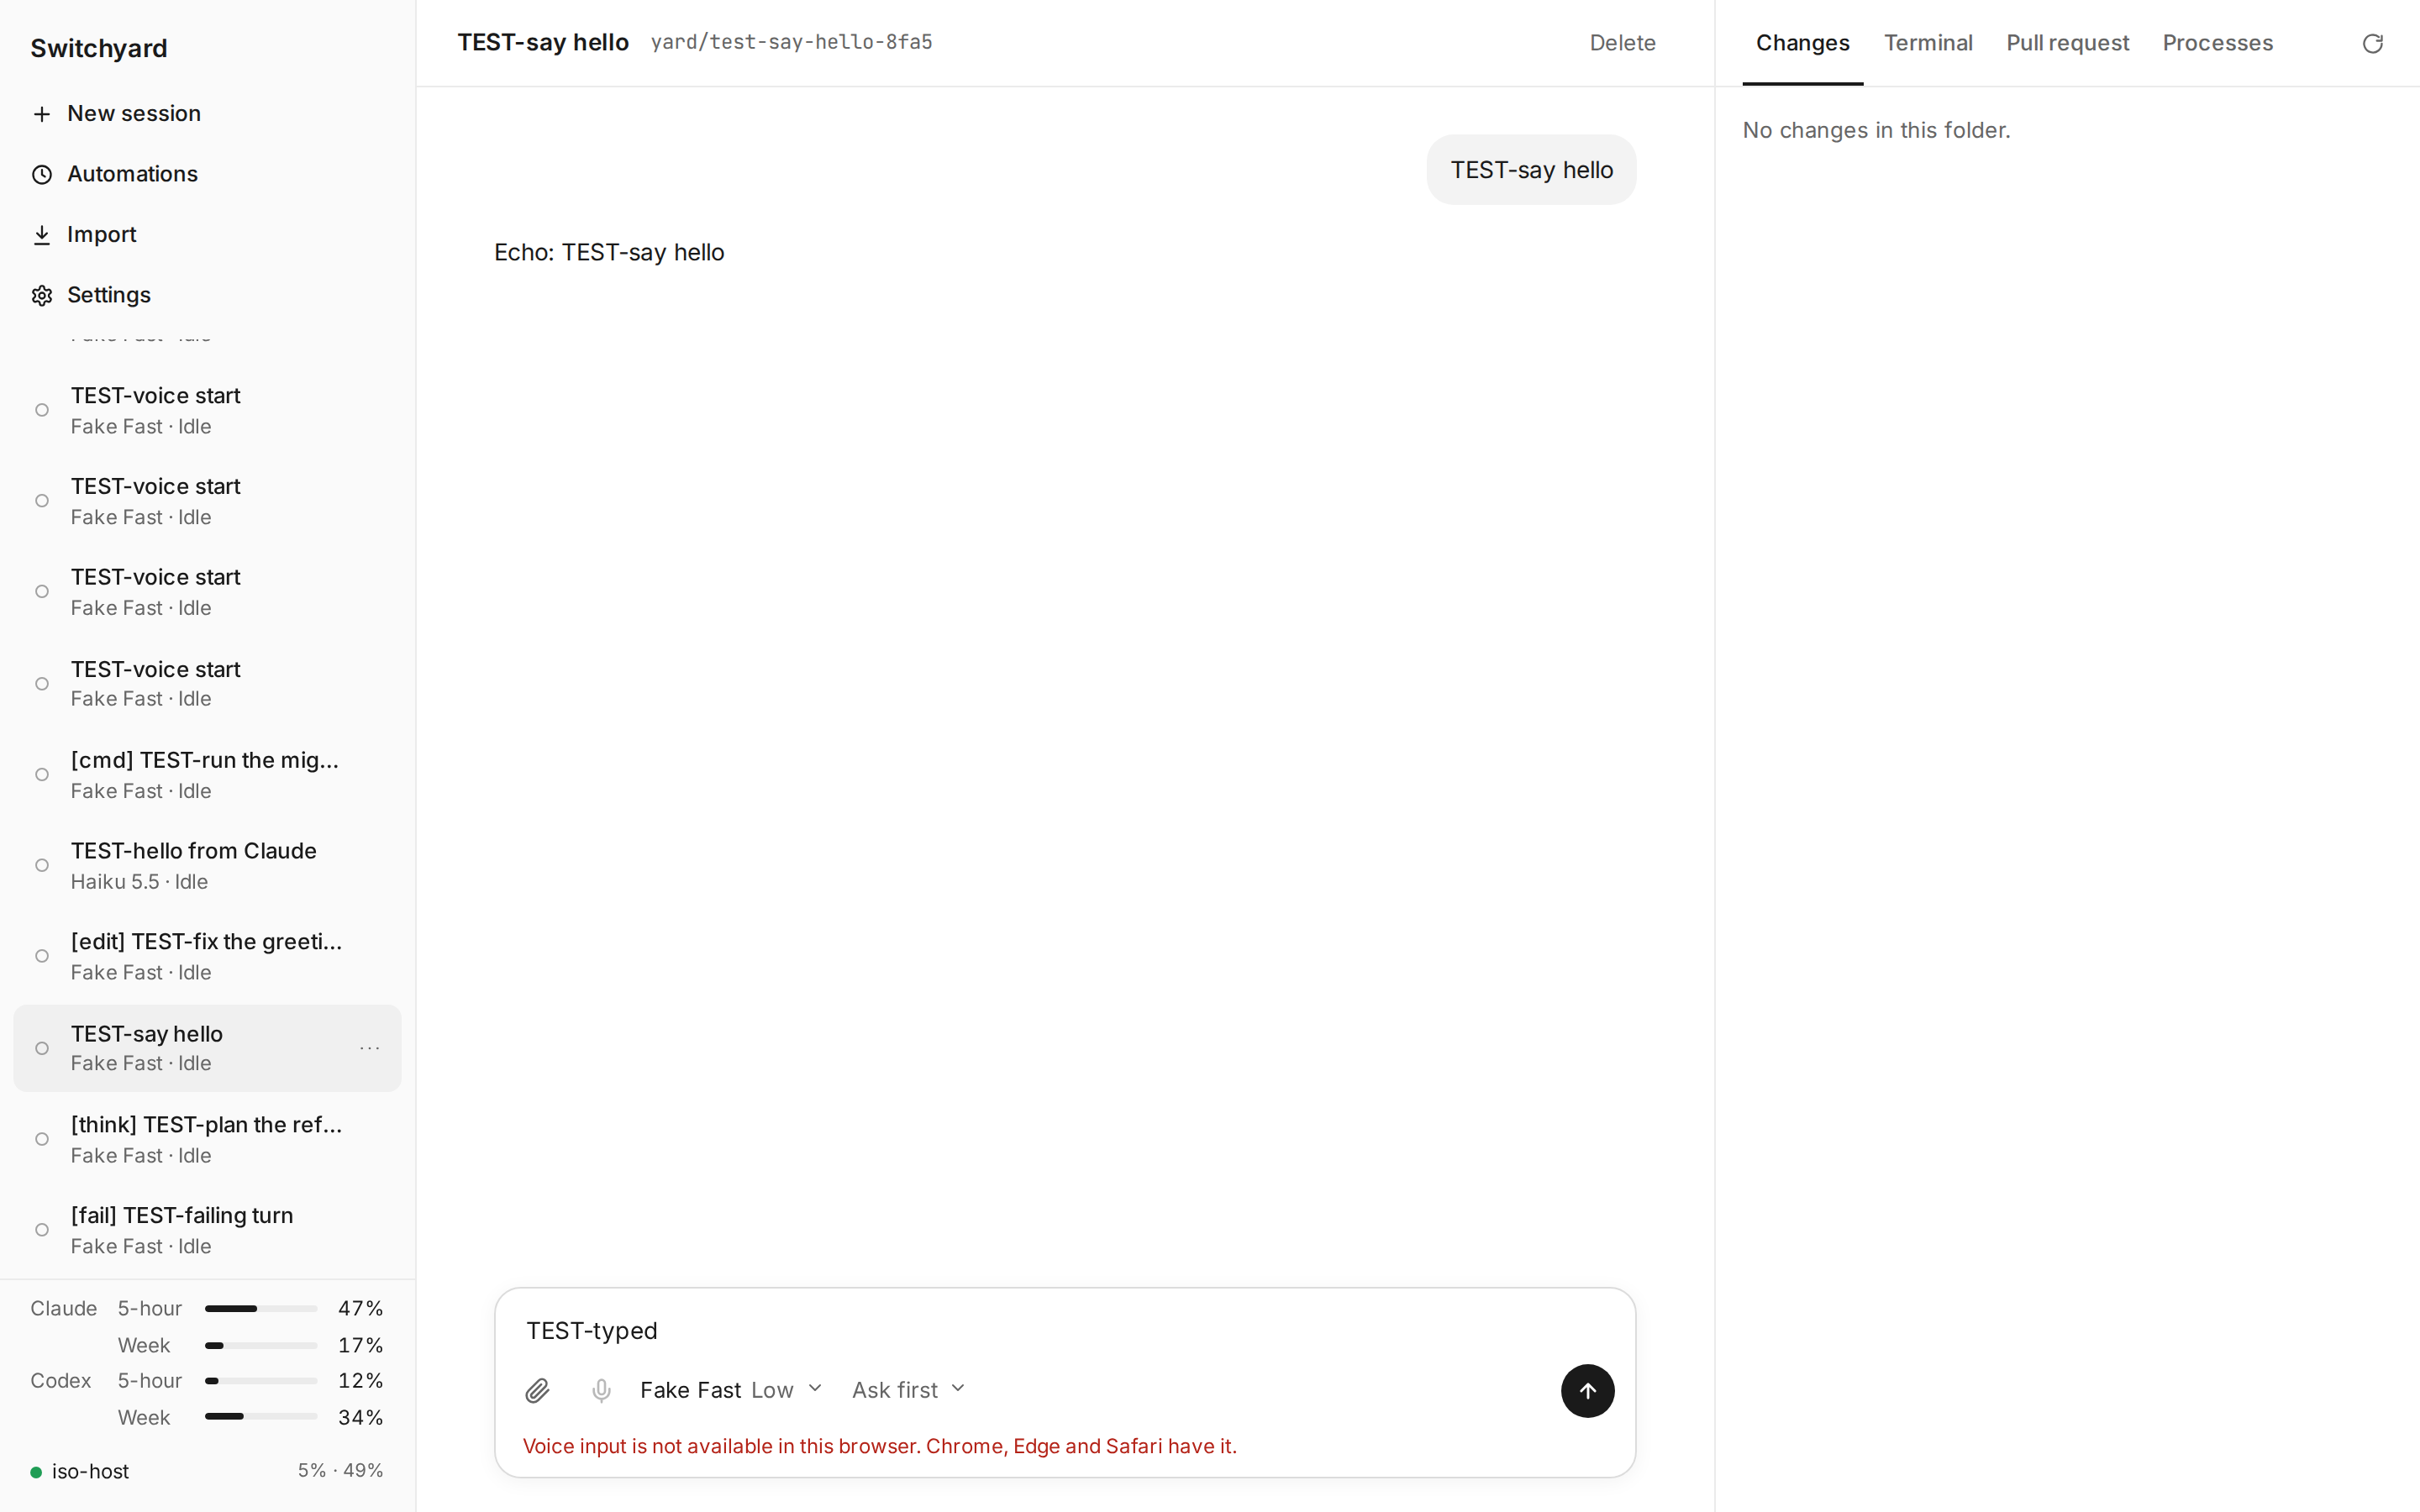 Switchyard
New session
Automations
Import
Settings
TEST-voice start
Fake Fast · Idle
TEST-voice start
Fake Fast · Idle
TEST-voice start
Fake Fast · Idle
TEST-voice start
Fake Fast · Idle
[cmd] TEST-run the mig...
Fake Fast · Idle
TEST-hello from Claude
Haiku 5.5 · Idle
[edit] TEST-fix the greeti...
Fake Fast · Idle
TEST-say hello
Fake Fast · Idle
[think] TEST-plan the ref...
Fake Fast · Idle
[fail] TEST-failing turn
Fake Fast · Idle
Claude 5-hour 47%
Week 17%
Codex 5-hour 12%
Week 34%
iso-host 5% · 49%
TEST-say hello yard/test-say-hello-8fa5 Delete
TEST-say hello
Echo: TEST-say hello
TEST-typed
Fake Fast Low Ask first
Voice input is not available in this browser. Chrome, Edge and Safari have it.
Changes Terminal Pull request Processes
No changes in this folder.